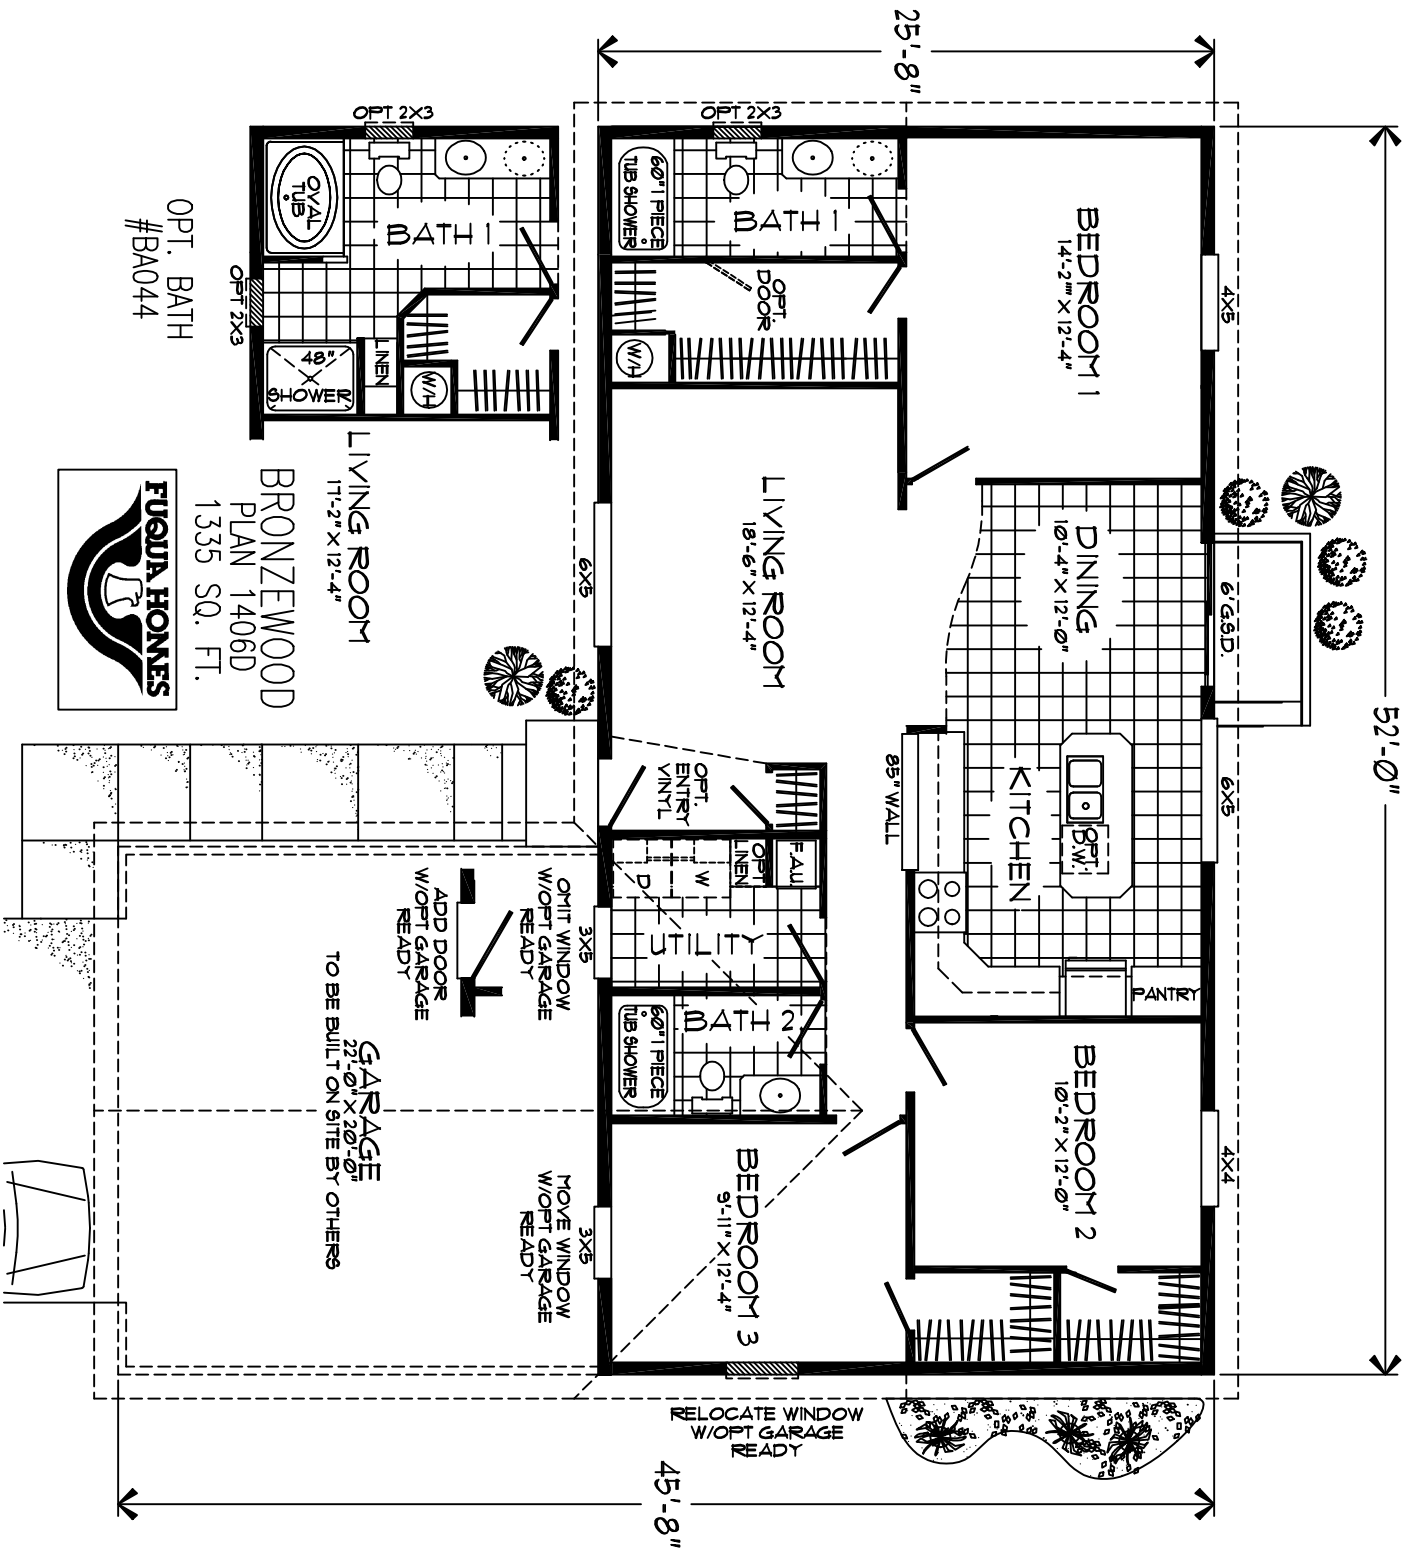 52'-0"
25'-8"
45'-8"
4X5
6' G.S.D.
6X5
4X4
BEDROOM 1
14'-2"" X 12'-4"
DINING
10'-4" X 12'-0"
KITCHEN
OPT
D.W.
PANTRY
BEDROOM 2
10'-2" X 12'-0"
85" WALL
OPT 2X3
BATH 1
60" 1 PIECE
TUB SHOWER
OPT.
DOOR
W/H
LIVING ROOM
18'-6" X 12'-4"
OPT.
ENTRY
VINYL
F.A.U.
OPT
LINEN
W
D
UTILITY
BATH 2
60" 1 PIECE
TUB SHOWER
BEDROOM 3
9'-11" X 12'-4"
RELOCATE WINDOW
W/OPT GARAGE
READY
6X5
3X5
OMIT WINDOW
W/OPT GARAGE
READY
3X5
MOVE WINDOW
W/OPT GARAGE
READY
ADD DOOR
W/OPT GARAGE
READY
GARAGE
22'-0" X 20'-0"
TO BE BUILT ON SITE BY OTHERS
OPT 2X3
BATH 1
OVAL
TUB
OPT 2X3
48"
SHOWER
LINEN
W/H
LIVING ROOM
17'-2" X 12'-4"
OPT. BATH
#BA044
BRONZEWOOD
PLAN 1406D
1335 SQ. FT.
FUQUA HOMES